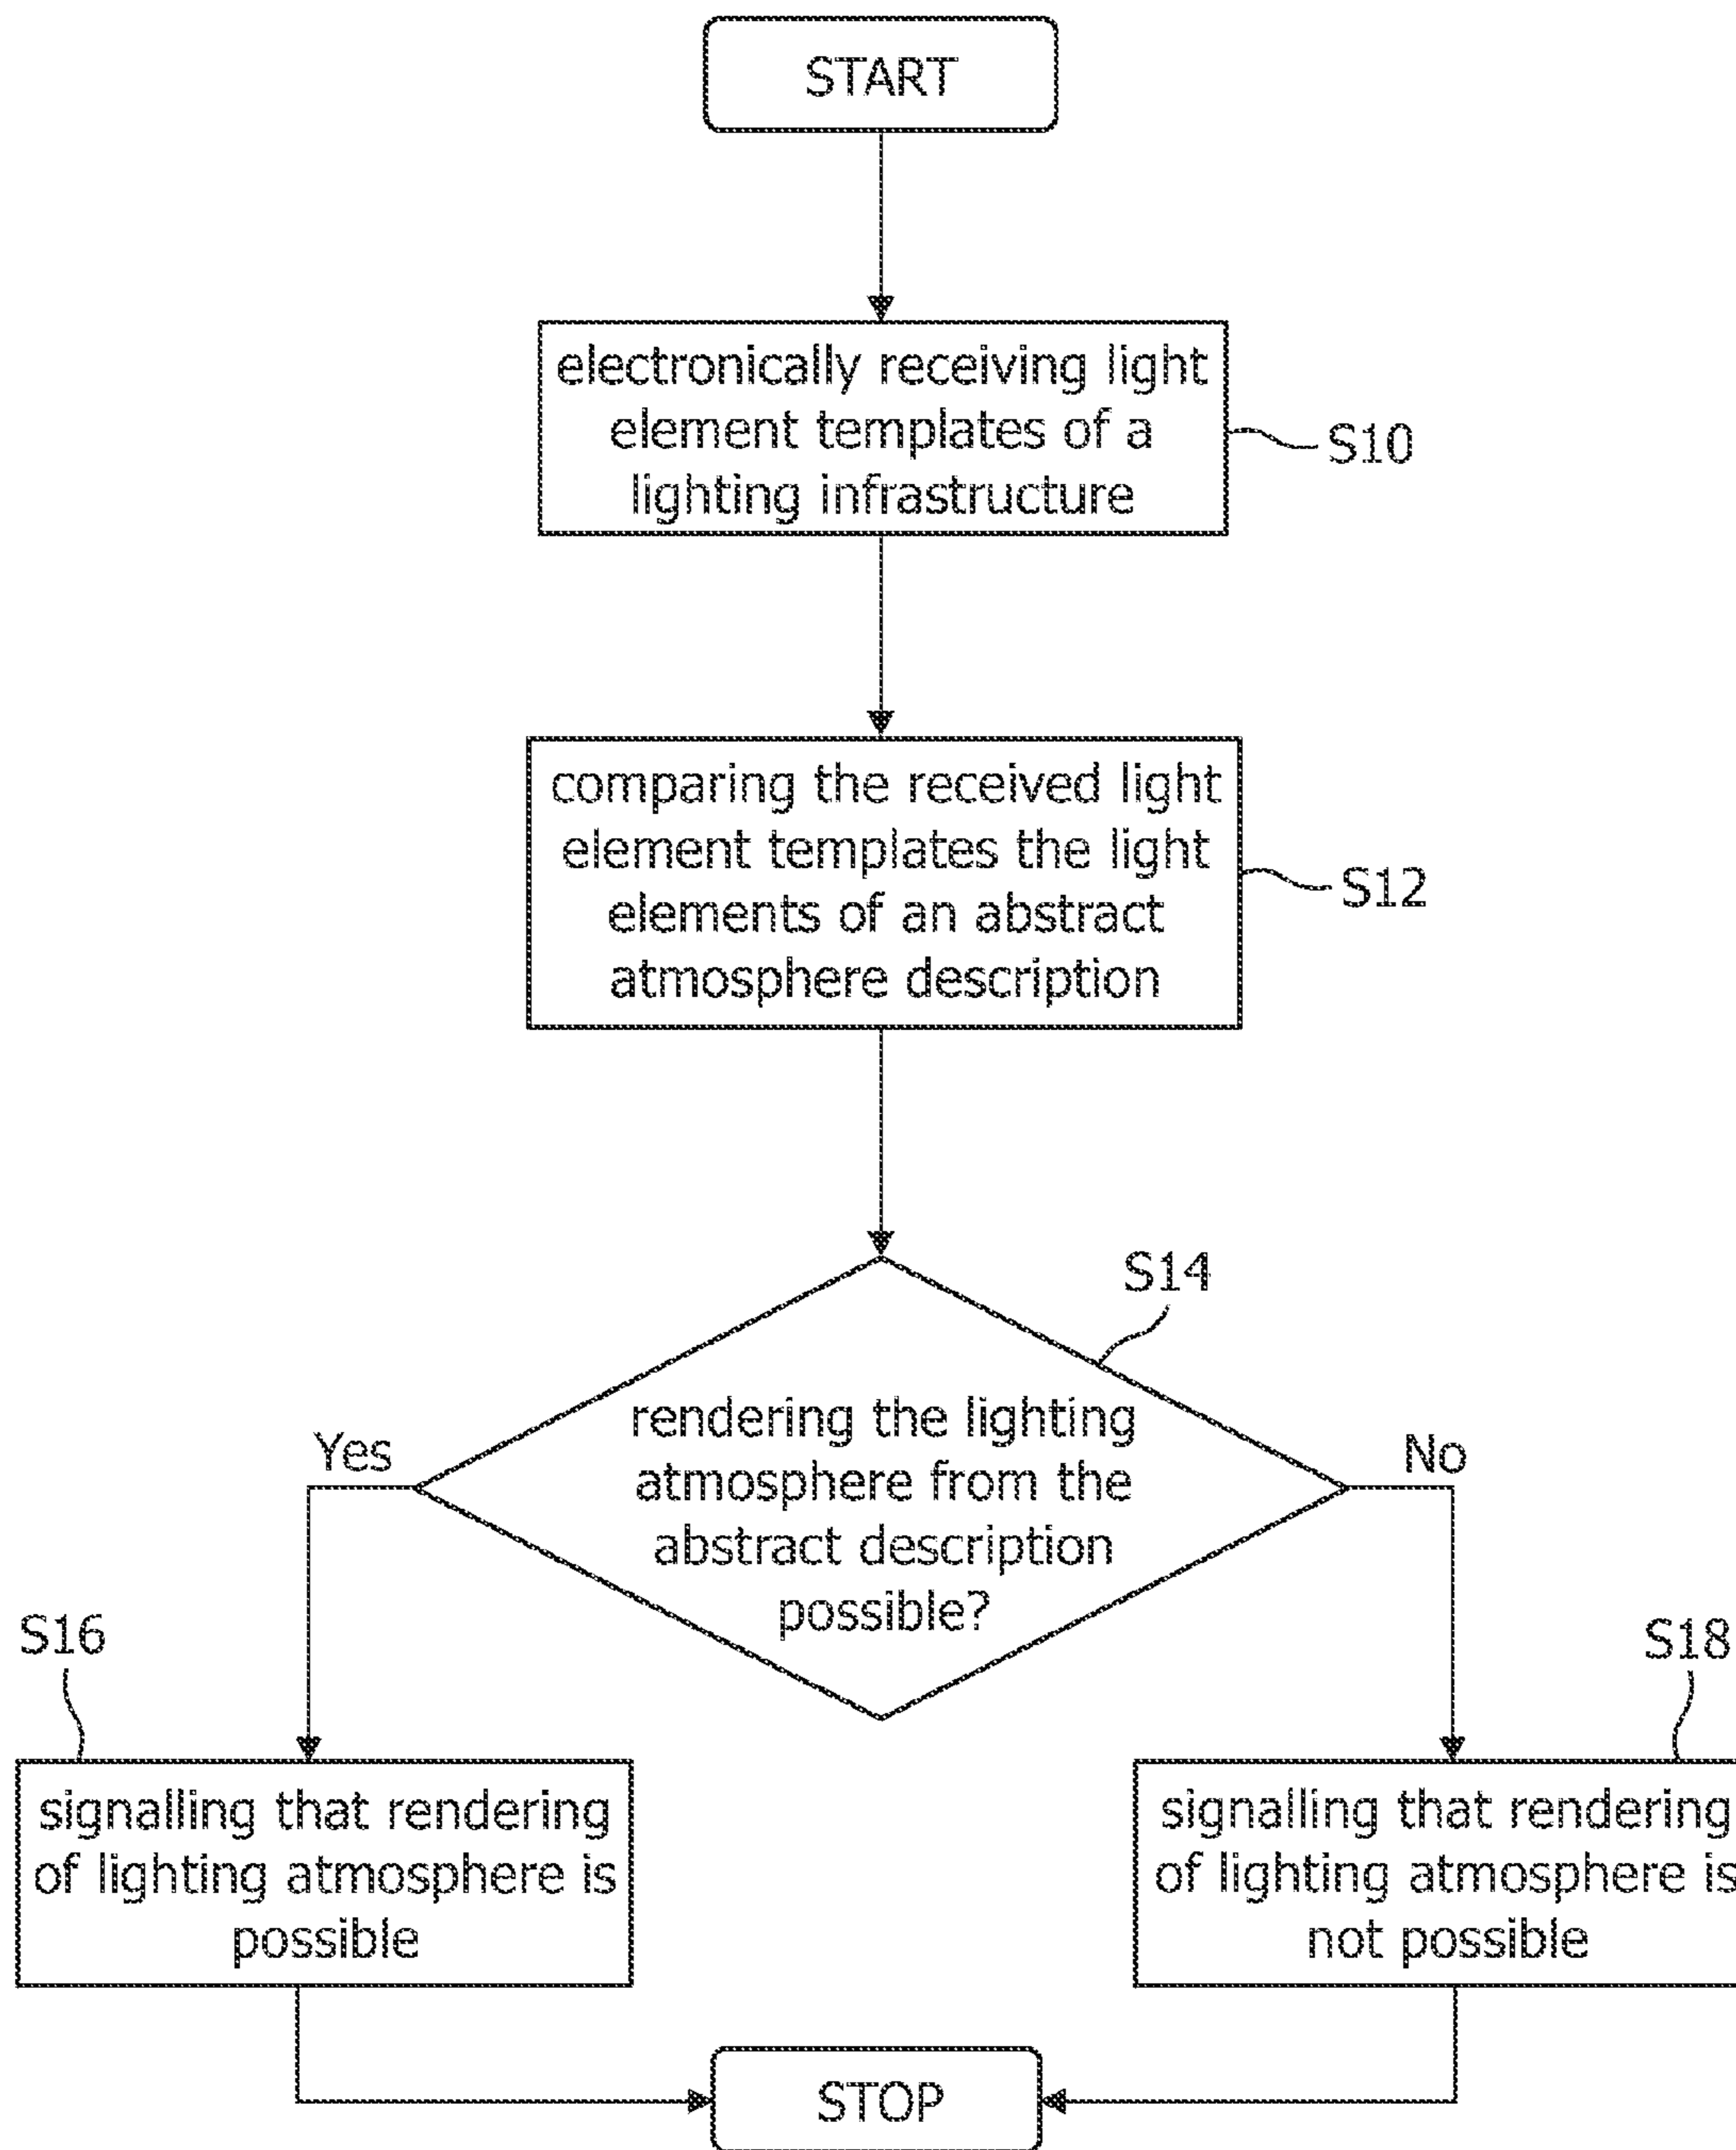 START
electronically receiving light
element templates of a
lighting infrastructure
S10
comparing the received light
element templates the light
elements of an abstract
atmosphere description
S12
S14
rendering the lighting
atmosphere from the
abstract description
possible?
Yes
No
S16
signalling that rendering
of lighting atmosphere is
possible
S18
signalling that rendering
of lighting atmosphere is
not possible
STOP